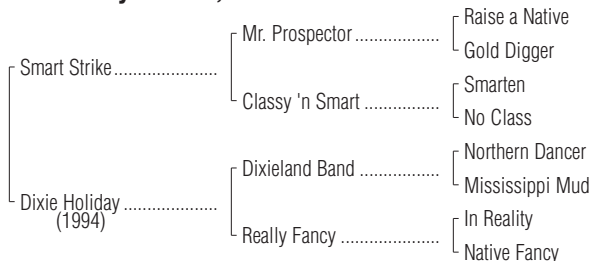 Raise a Native
Mr. Prospector ..................
Gold Digger
Smart Strike......................
Smarten
Classy 'n Smart ................
No Class
Northern Dancer
Dixieland Band .................
Mississippi Mud
Dixie Holiday ....................
(1994)
In Reality
Really Fancy .....................
Native Fancy